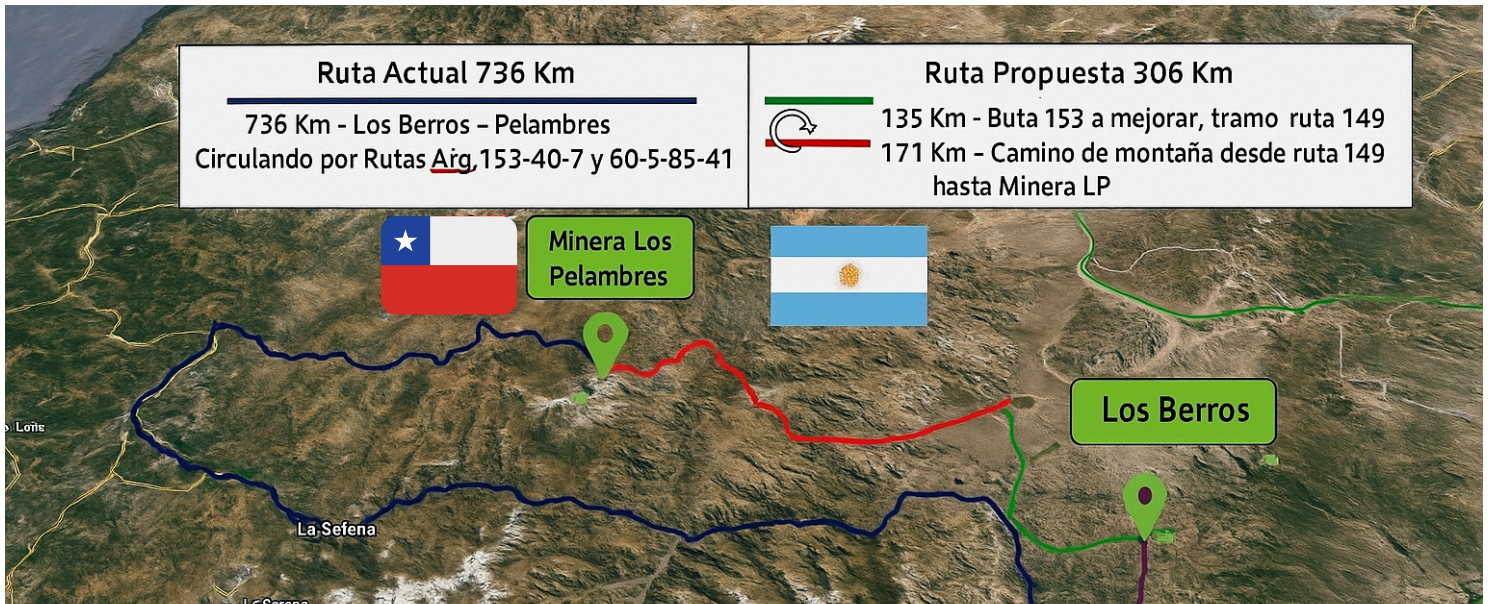 Ruta Actual 736 Km
736 Km - Los Berros – Pelambres
Circulando por Rutas Arg,153-40-7 y 60-5-85-41
Ruta Propuesta 306 Km
135 Km - Buta 153 a mejorar, tramo ruta 149
171 Km – Camino de montaña desde ruta 149
hasta Minera LP
Minera Los
Pelambres
Los Berros
La Sefena